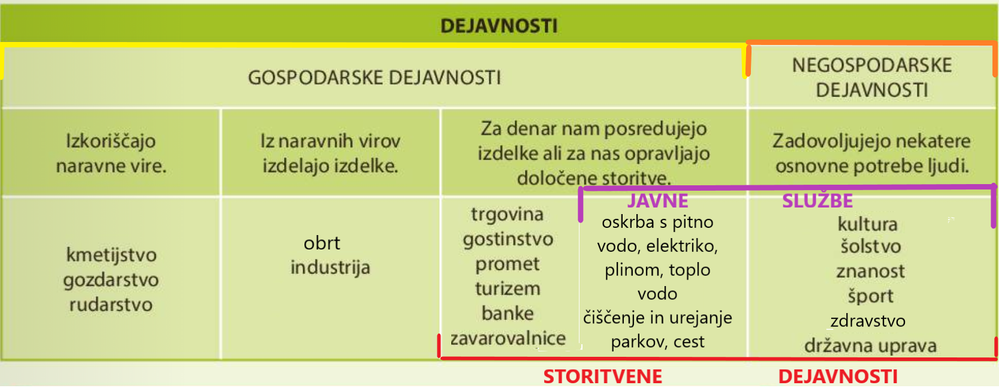 DEJAVNOSTI
GOSPODARSKE DEJAVNOSTI
NEGOSPODARSKE
DEJAVNOSTI
Izkoriščajo
naravne vire.
Iz naravnih virov
izdelajo izdelke.
Za denar nam posredujejo
izdelke ali za nas opravljajo
določene storitve.
Zadovoljujejo nekatere
osnovne potrebe ljudi.
JAVNE SLUŽBE
kmetijstvo
gozdarstvo
rudarstvo
obrt
industrija
trgovina
gostinstvo
promet
turizem
banke
zavarovalnice
oskrba s pitno
vodo, elektriko,
plinom, toplo
vodo
čiščenje in urejanje
parkov, cest
kultura
šolstvo
znanost
šport
zdravstvo
državna uprava
STORITVENE DEJAVNOSTI